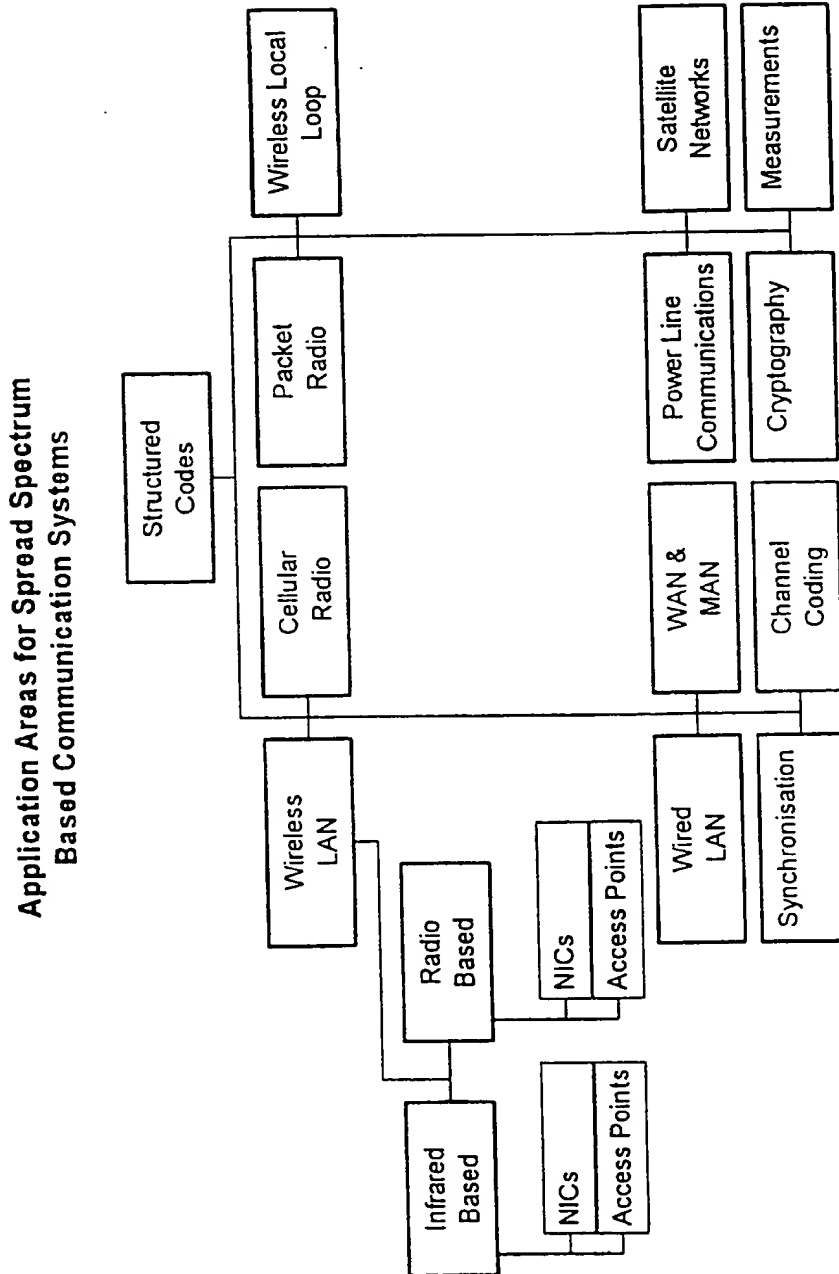 Application Areas for Spread Spectrum
Based Communication Systems
Structured
Codes
Wireless
LAN
Cellular
Radio
Packet
Radio
Wireless Local
Loop
Infrared
Based
Radio
Based
NICs
Access Points
NICs
Access Points
Wired
LAN
WAN &
MAN
Power Line
Communications
Satellite
Networks
Synchronisation
Channel
Coding
Cryptography
Measurements